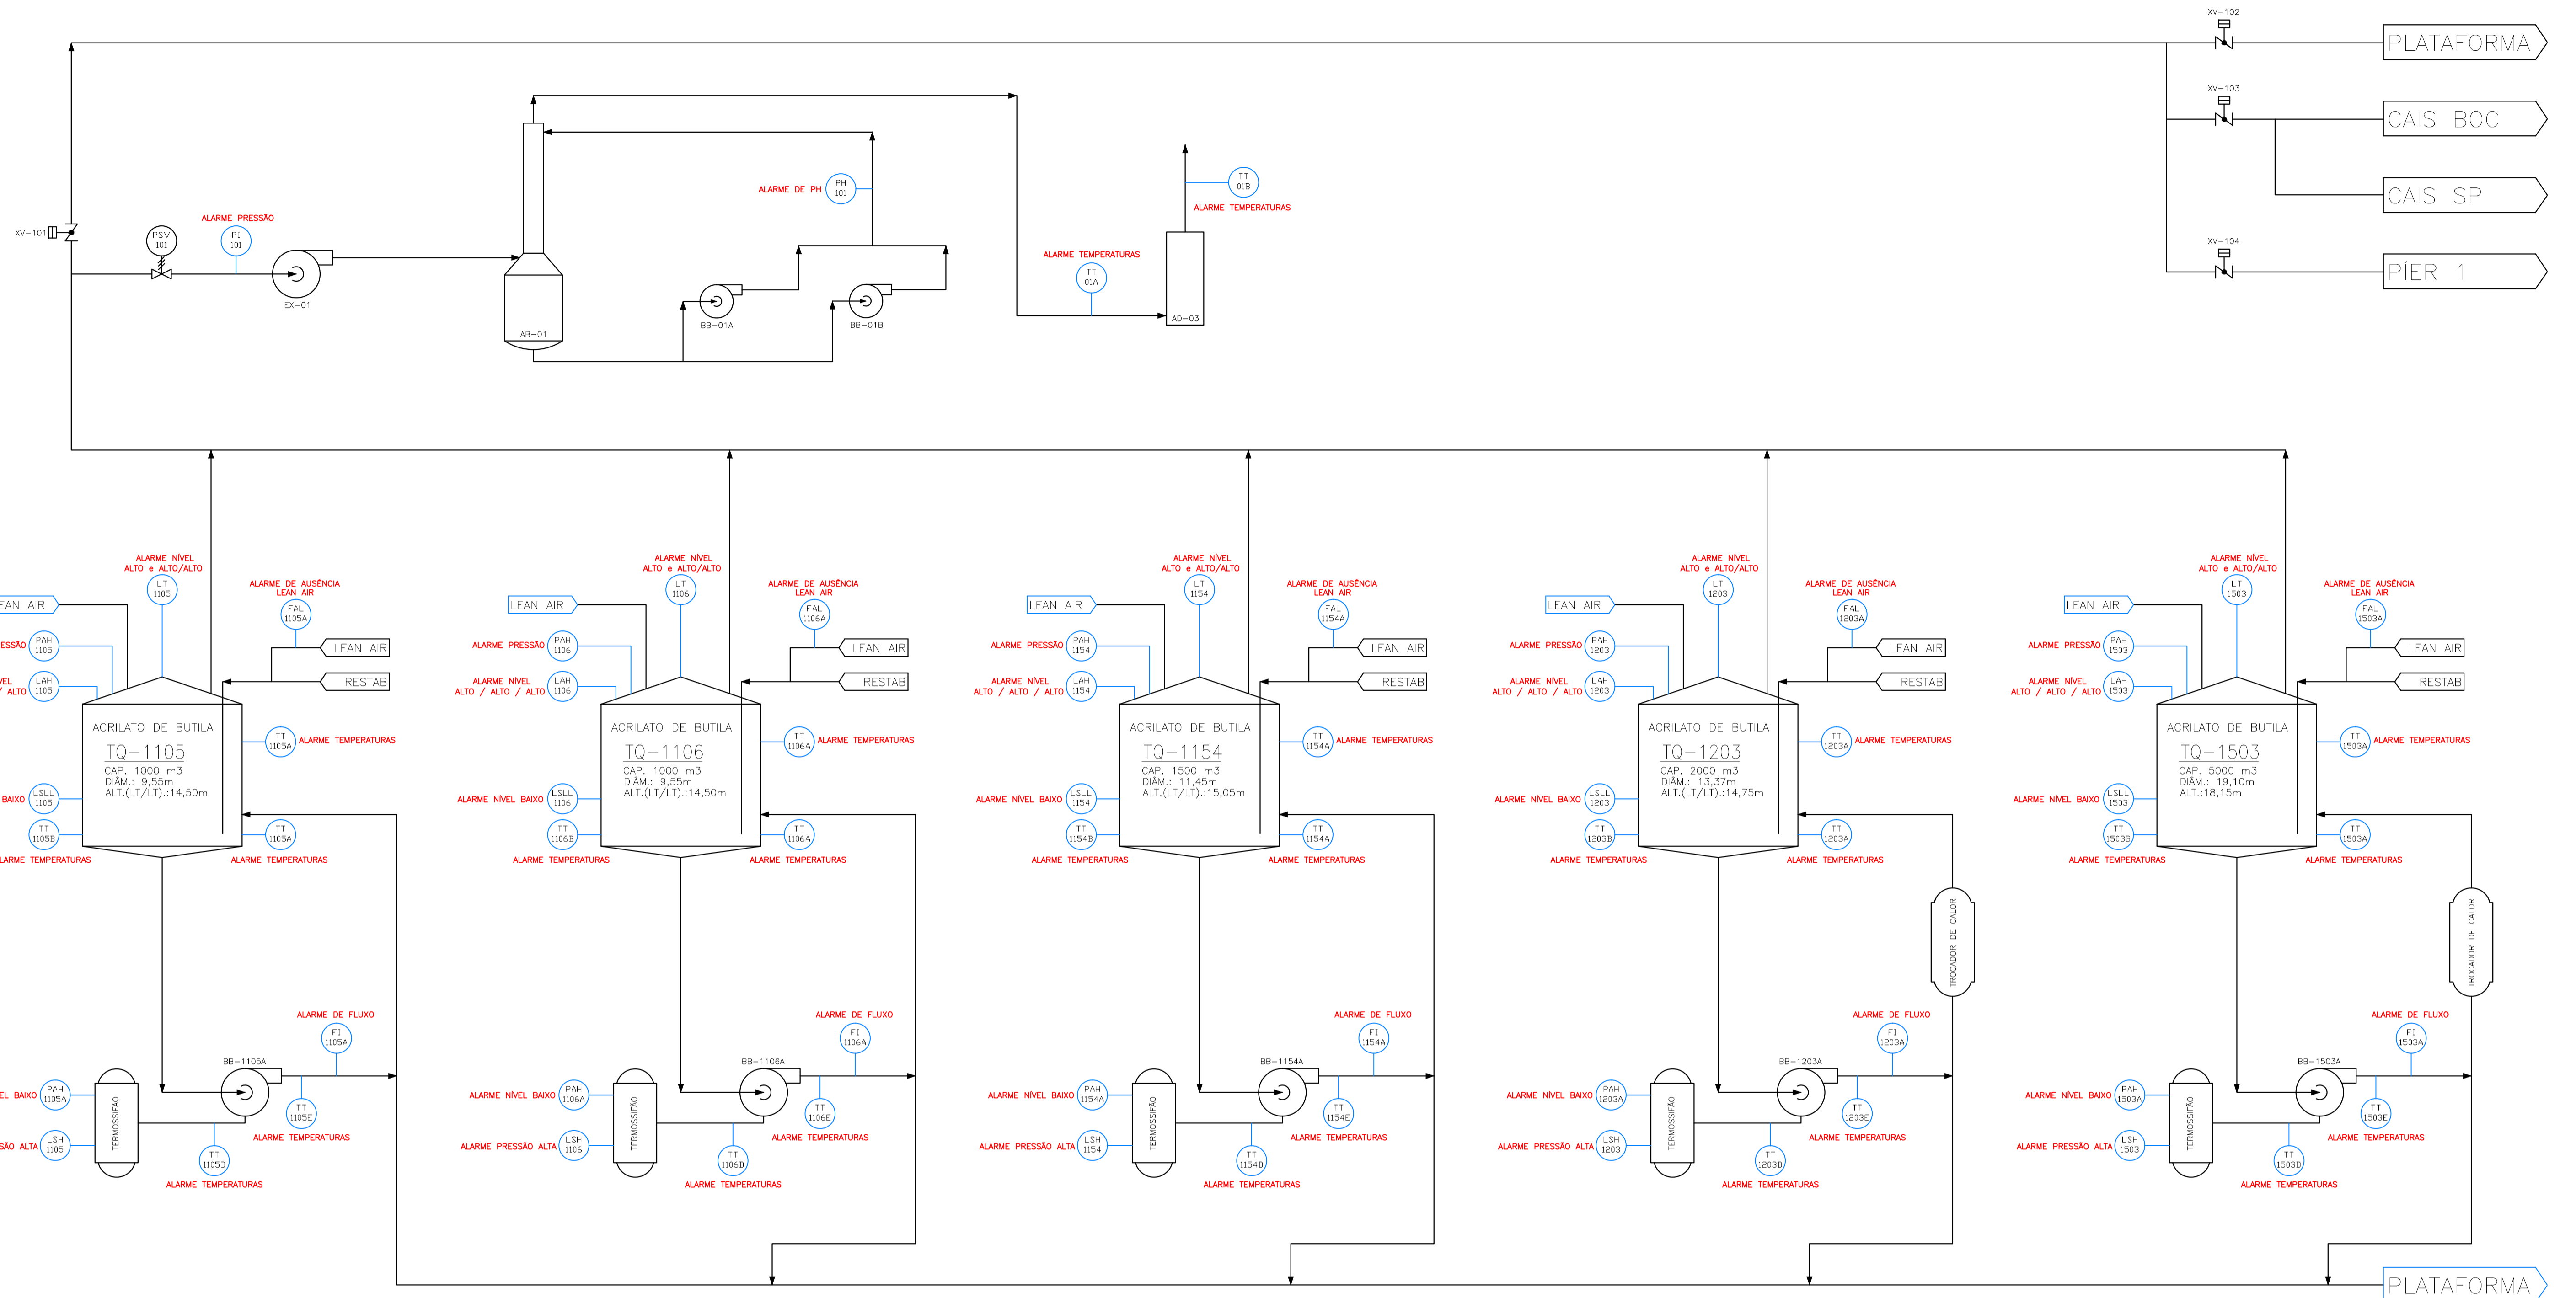 XV-102
PLATAFORMA
XV-103
CAIS BOC
CAIS SP
XV-104
PÍER 1
XV-101
PSV
101
ALARME PRESSÃO
PI
101
EX-01
AB-01
ALARME DE PH
PH
101
BB-01A
BB-01B
ALARME TEMPERATURAS
TT
01A
TT
01B
ALARME TEMPERATURAS
AD-03
ALARME NÍVEL
ALTO e ALTO/ALTO
LT
1105
ALARME DE AUSÊNCIA
LEAN AIR
FAL
1105A
EAN AIR
LEAN AIR
RESTAB
ESSÃO
PAH
1105
VEL
/ ALTO
LAH
1105
ACRILATO DE BUTILA
TQ-1105
CAP. 1000 m3
DIÂM.: 9,55m
ALT.(LT/LT).:14,50m
TT
1105A
ALARME TEMPERATURAS
BAIXO
LSLL
1105
TT
1105B
LARME TEMPERATURAS
TT
1105A
ALARME TEMPERATURAS
ALARME DE FLUXO
FI
1105A
BB-1105A
EL BAIXO
PAH
1105A
SÃO ALTA
LSH
1105
TERMOSSIFÃO
TT
1105E
ALARME TEMPERATURAS
TT
1105D
ALARME TEMPERATURAS
ALARME NÍVEL
ALTO e ALTO/ALTO
LT
1106
ALARME DE AUSÊNCIA
LEAN AIR
FAL
1106A
LEAN AIR
LEAN AIR
RESTAB
ALARME PRESSÃO
PAH
1106
ALARME NÍVEL
ALTO / ALTO / ALTO
LAH
1106
ACRILATO DE BUTILA
TQ-1106
CAP. 1000 m3
DIÂM.: 9,55m
ALT.(LT/LT).:14,50m
TT
1106A
ALARME TEMPERATURAS
ALARME NÍVEL BAIXO
LSLL
1106
TT
1106B
ALARME TEMPERATURAS
TT
1106A
ALARME TEMPERATURAS
ALARME DE FLUXO
FI
1106A
BB-1106A
ALARME NÍVEL BAIXO
PAH
1106A
ALARME PRESSÃO ALTA
LSH
1106
TERMOSSIFÃO
TT
1106E
ALARME TEMPERATURAS
TT
1106D
ALARME TEMPERATURAS
ALARME NÍVEL
ALTO e ALTO/ALTO
LT
1154
ALARME DE AUSÊNCIA
LEAN AIR
FAL
1154A
LEAN AIR
LEAN AIR
RESTAB
ALARME PRESSÃO
PAH
1154
ALARME NÍVEL
ALTO / ALTO / ALTO
LAH
1154
ACRILATO DE BUTILA
TQ-1154
CAP. 1500 m3
DIÂM.: 11,45m
ALT.(LT/LT).:15,05m
TT
1154A
ALARME TEMPERATURAS
ALARME NÍVEL BAIXO
LSLL
1154
TT
1154B
ALARME TEMPERATURAS
TT
1154A
ALARME TEMPERATURAS
ALARME DE FLUXO
FI
1154A
BB-1154A
ALARME NÍVEL BAIXO
PAH
1154A
ALARME PRESSÃO ALTA
LSH
1154
TERMOSSIFÃO
TT
1154E
ALARME TEMPERATURAS
TT
1154D
ALARME TEMPERATURAS
ALARME NÍVEL
ALTO e ALTO/ALTO
LT
1203
ALARME DE AUSÊNCIA
LEAN AIR
FAL
1203A
LEAN AIR
LEAN AIR
RESTAB
ALARME PRESSÃO
PAH
1203
ALARME NÍVEL
ALTO / ALTO / ALTO
LAH
1203
ACRILATO DE BUTILA
TQ-1203
CAP. 2000 m3
DIÂM.: 13,37m
ALT.(LT/LT).:14,75m
TT
1203A
ALARME TEMPERATURAS
ALARME NÍVEL BAIXO
LSLL
1203
TT
1203B
ALARME TEMPERATURAS
TT
1203A
ALARME TEMPERATURAS
TROCADOR DE CALOR
ALARME DE FLUXO
FI
1203A
BB-1203A
ALARME NÍVEL BAIXO
PAH
1203A
ALARME PRESSÃO ALTA
LSH
1203
TERMOSSIFÃO
TT
1203E
ALARME TEMPERATURAS
TT
1203D
ALARME TEMPERATURAS
ALARME NÍVEL
ALTO e ALTO/ALTO
LT
1503
ALARME DE AUSÊNCIA
LEAN AIR
FAL
1503A
LEAN AIR
LEAN AIR
RESTAB
ALARME PRESSÃO
PAH
1503
ALARME NÍVEL
ALTO / ALTO / ALTO
LAH
1503
ACRILATO DE BUTILA
TQ-1503
CAP. 5000 m3
DIÂM.: 19,10m
ALT.:18,15m
TT
1503A
ALARME TEMPERATURAS
ALARME NÍVEL BAIXO
LSLL
1503
TT
1503B
ALARME TEMPERATURAS
TT
1503A
ALARME TEMPERATURAS
TROCADOR DE CALOR
ALARME DE FLUXO
FI
1503A
BB-1503A
ALARME NÍVEL BAIXO
PAH
1503A
ALARME PRESSÃO ALTA
LSH
1503
TERMOSSIFÃO
TT
1503E
ALARME TEMPERATURAS
TT
1503D
ALARME TEMPERATURAS
PLATAFORMA